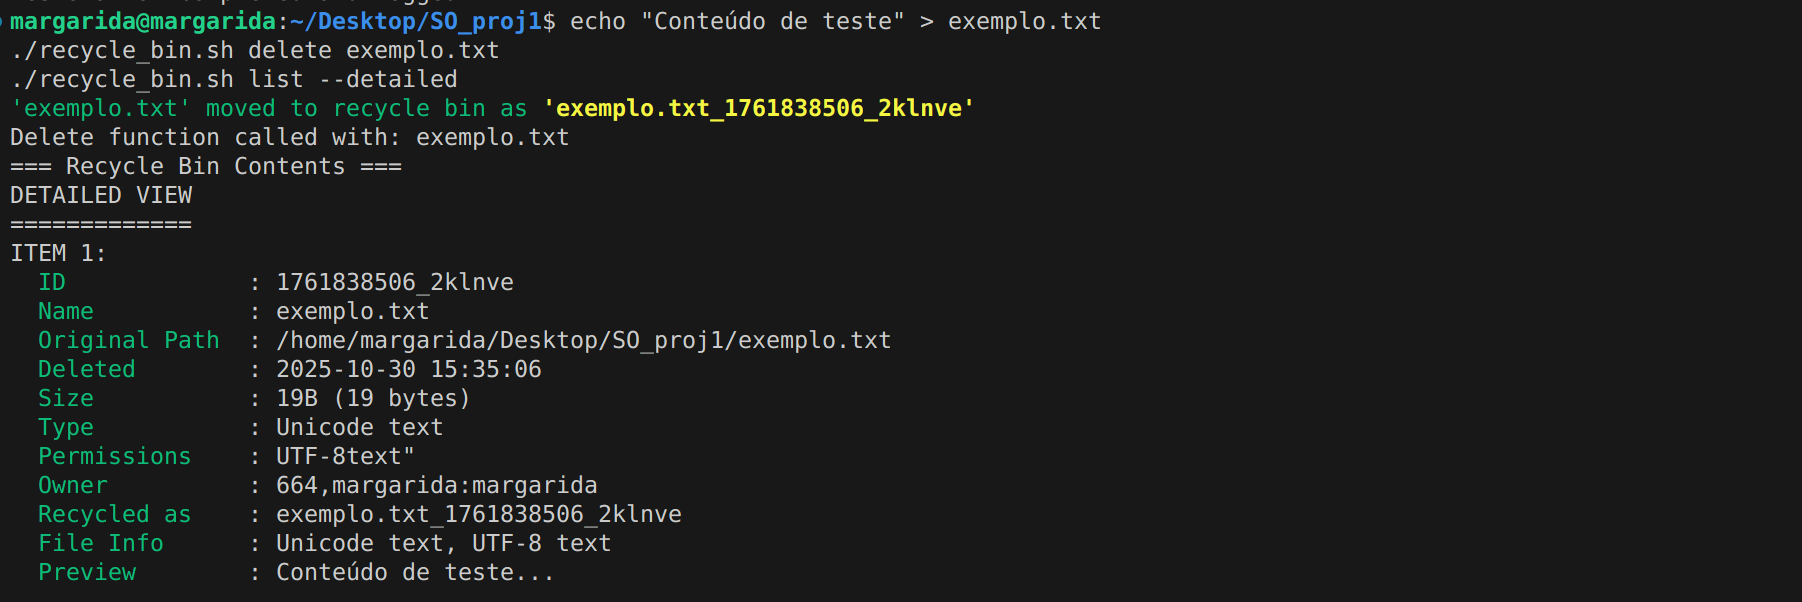 margarida@margarida:~/Desktop/SO_proj1$ echo "Conteúdo de teste" > exemplo.txt
./recycle_bin.sh delete exemplo.txt
./recycle_bin.sh list --detailed
'exemplo.txt' moved to recycle bin as 'exemplo.txt_1761838506_2klnve'
Delete function called with: exemplo.txt
=== Recycle Bin Contents ===
DETAILED VIEW
=============
ITEM 1:
  ID             : 1761838506_2klnve
  Name           : exemplo.txt
  Original Path  : /home/margarida/Desktop/SO_proj1/exemplo.txt
  Deleted        : 2025-10-30 15:35:06
  Size           : 19B (19 bytes)
  Type           : Unicode text
  Permissions    : UTF-8text"
  Owner          : 664,margarida:margarida
  Recycled as    : exemplo.txt_1761838506_2klnve
  File Info      : Unicode text, UTF-8 text
  Preview        : Conteúdo de teste...